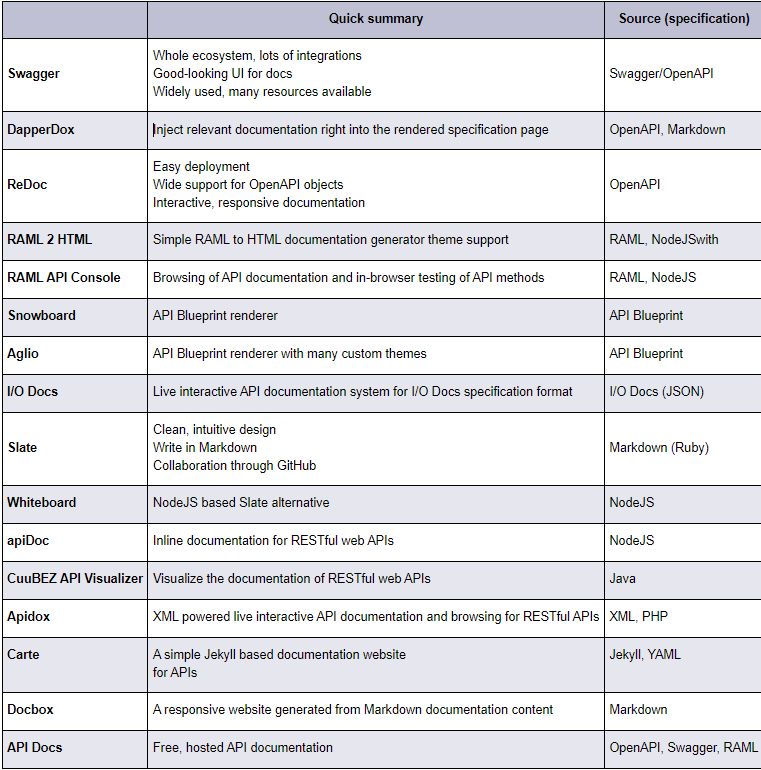 Quick summary Source (specification)
Swagger Whole ecosystem, lots of integrations
Good-looking UI for docs
Widely used, many resources available Swagger/OpenAPI
DapperDox Inject relevant documentation right into the rendered specification page OpenAPI, Markdown
ReDoc Easy deployment
Wide support for OpenAPI objects
Interactive, responsive documentation OpenAPI
RAML 2 HTML Simple RAML to HTML documentation generator theme support RAML, NodeJSwith
RAML API Console Browsing of API documentation and in-browser testing of API methods RAML, NodeJS
Snowboard API Blueprint renderer API Blueprint
Aglio API Blueprint renderer with many custom themes API Blueprint
I/O Docs Live interactive API documentation system for I/O Docs specification format I/O Docs (JSON)
Slate Clean, intuitive design
Write in Markdown
Collaboration through GitHub Markdown (Ruby)
Whiteboard NodeJS based Slate alternative NodeJS
apiDoc Inline documentation for RESTful web APIs NodeJS
CuuBEZ API Visualizer Visualize the documentation of RESTful web APIs Java
Apidox XML powered live interactive API documentation and browsing for RESTful APIs XML, PHP
Carte A simple Jekyll based documentation website
for APIs Jekyll, YAML
Docbox A responsive website generated from Markdown documentation content Markdown
API Docs Free, hosted API documentation OpenAPI, Swagger, RAML